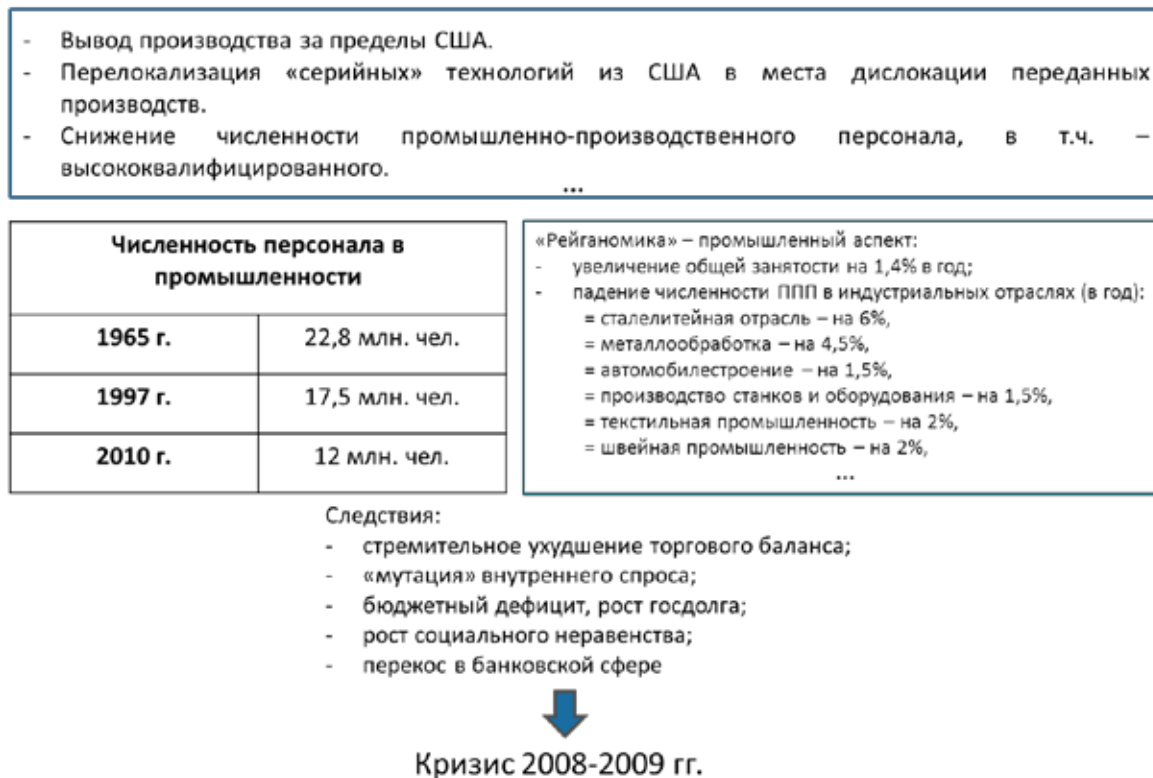 - Вывод производства за пределы США.
- Перелокализация «серийных» технологий из США в места дислокации переданных
производств.
- Снижение численности промышленно-производственного персонала, в т.ч. –
высококвалифицированного.
...
Численность персонала в
промышленности
1965 г. 22,8 млн. чел.
1997 г. 17,5 млн. чел.
2010 г. 12 млн. чел.
«Рейганомика» – промышленный аспект:
- увеличение общей занятости на 1,4% в год;
- падение численности ППП в индустриальных отраслях (в год):
= сталелитейная отрасль – на 6%,
= металлообработка – на 4,5%,
= автомобилестроение – на 1,5%,
= производство станков и оборудования – на 1,5%,
= текстильная промышленность – на 2%,
= швейная промышленность – на 2%,
...
Следствия:
- стремительное ухудшение торгового баланса;
- «мутация» внутреннего спроса;
- бюджетный дефицит, рост госдолга;
- рост социального неравенства;
- перекос в банковской сфере
Кризис 2008-2009 гг.